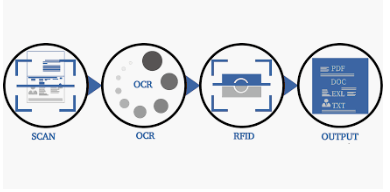 OCR
PDF
DOC
EXL
TXT
SCAN
OCR
RFID
OUTPUT